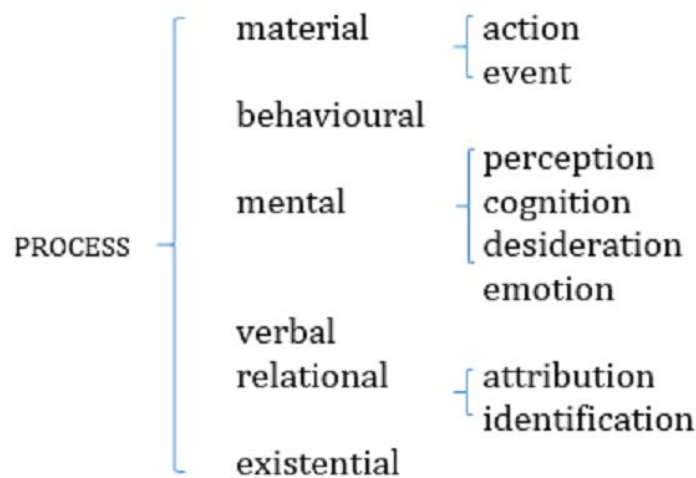 material action
event
behavioural
perception
mental cognition
PROCESS desideration
emotion
verbal
relational attribution
identification
existential